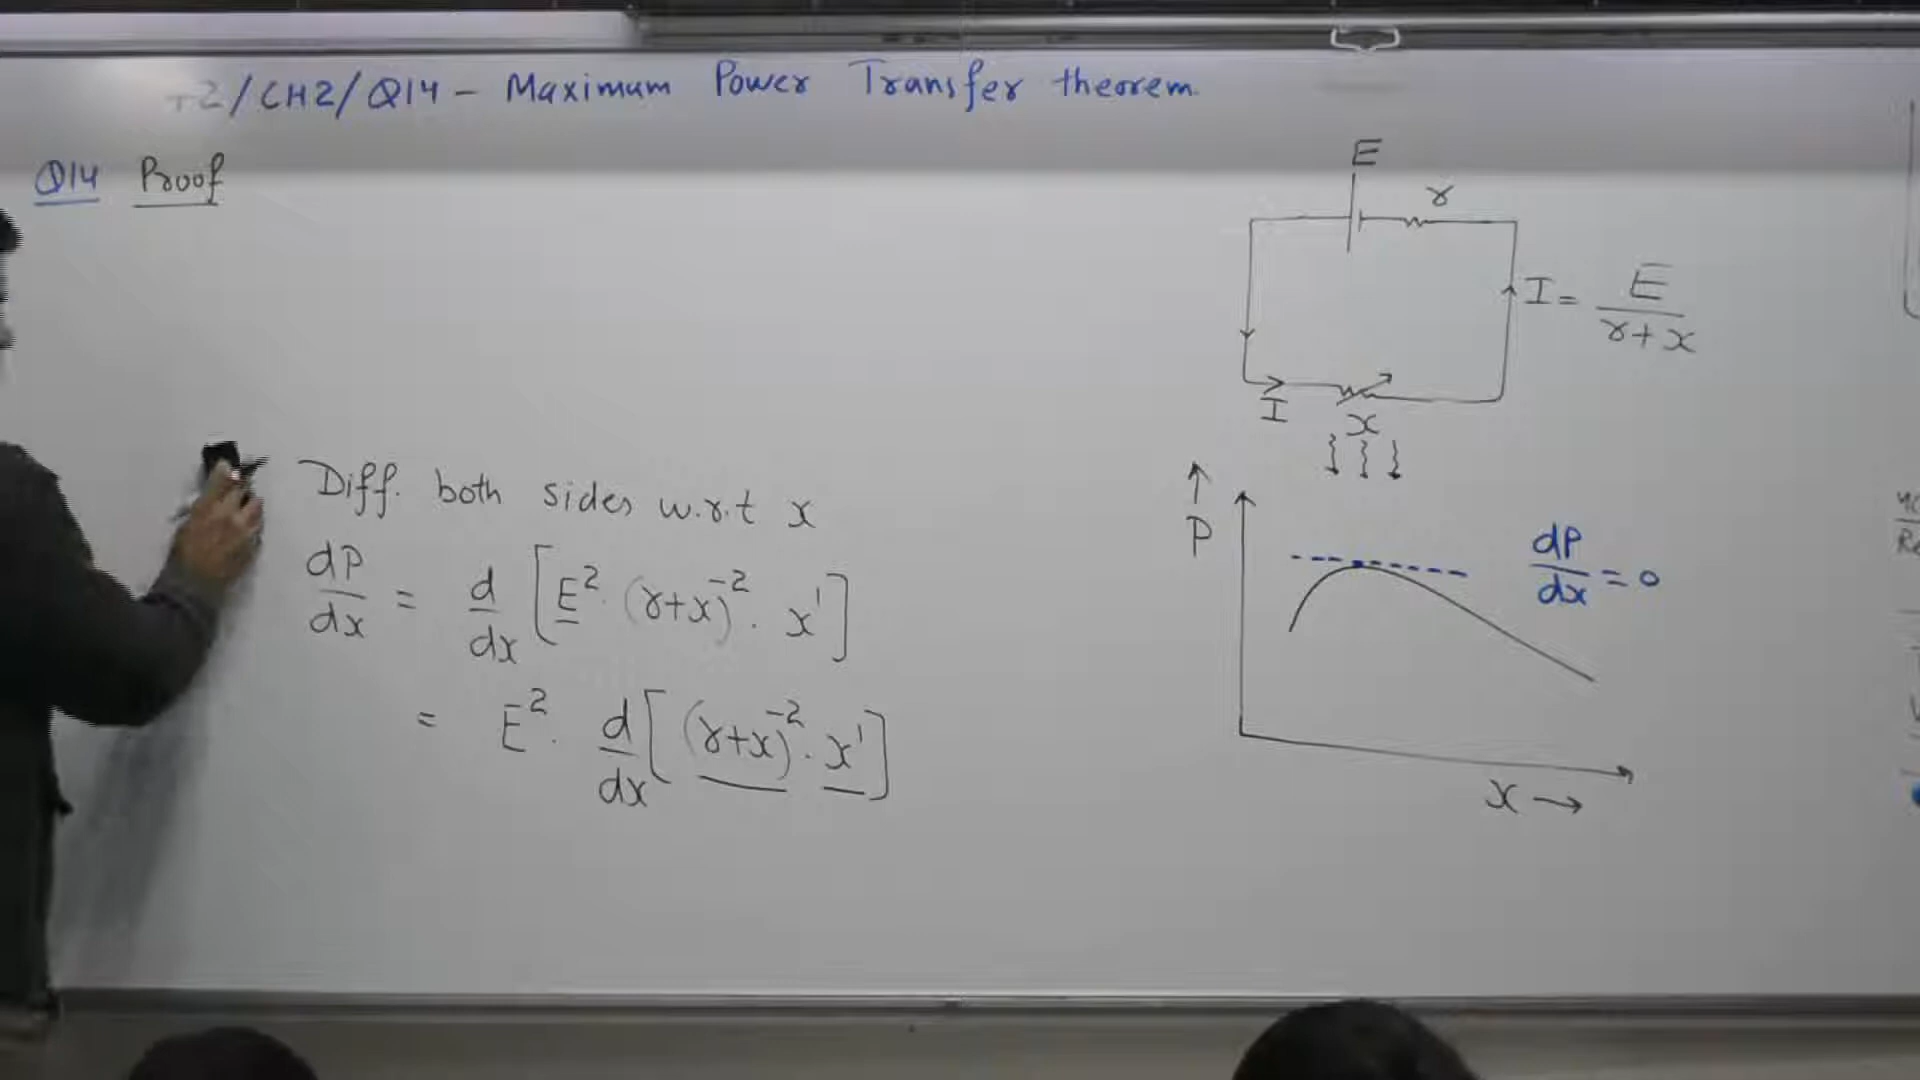 T2/CH2/Q14 - Maximum Power Transfer theorem.
Q14 Proof
Diff. both sides w.r.t x
dP/dx = d/dx [E² · (r+x)⁻² · x¹]
= E² · d/dx [(r+x)⁻² · x¹]
E
r
I = E/(r+x)
I
x
P
dP/dx = 0
x →